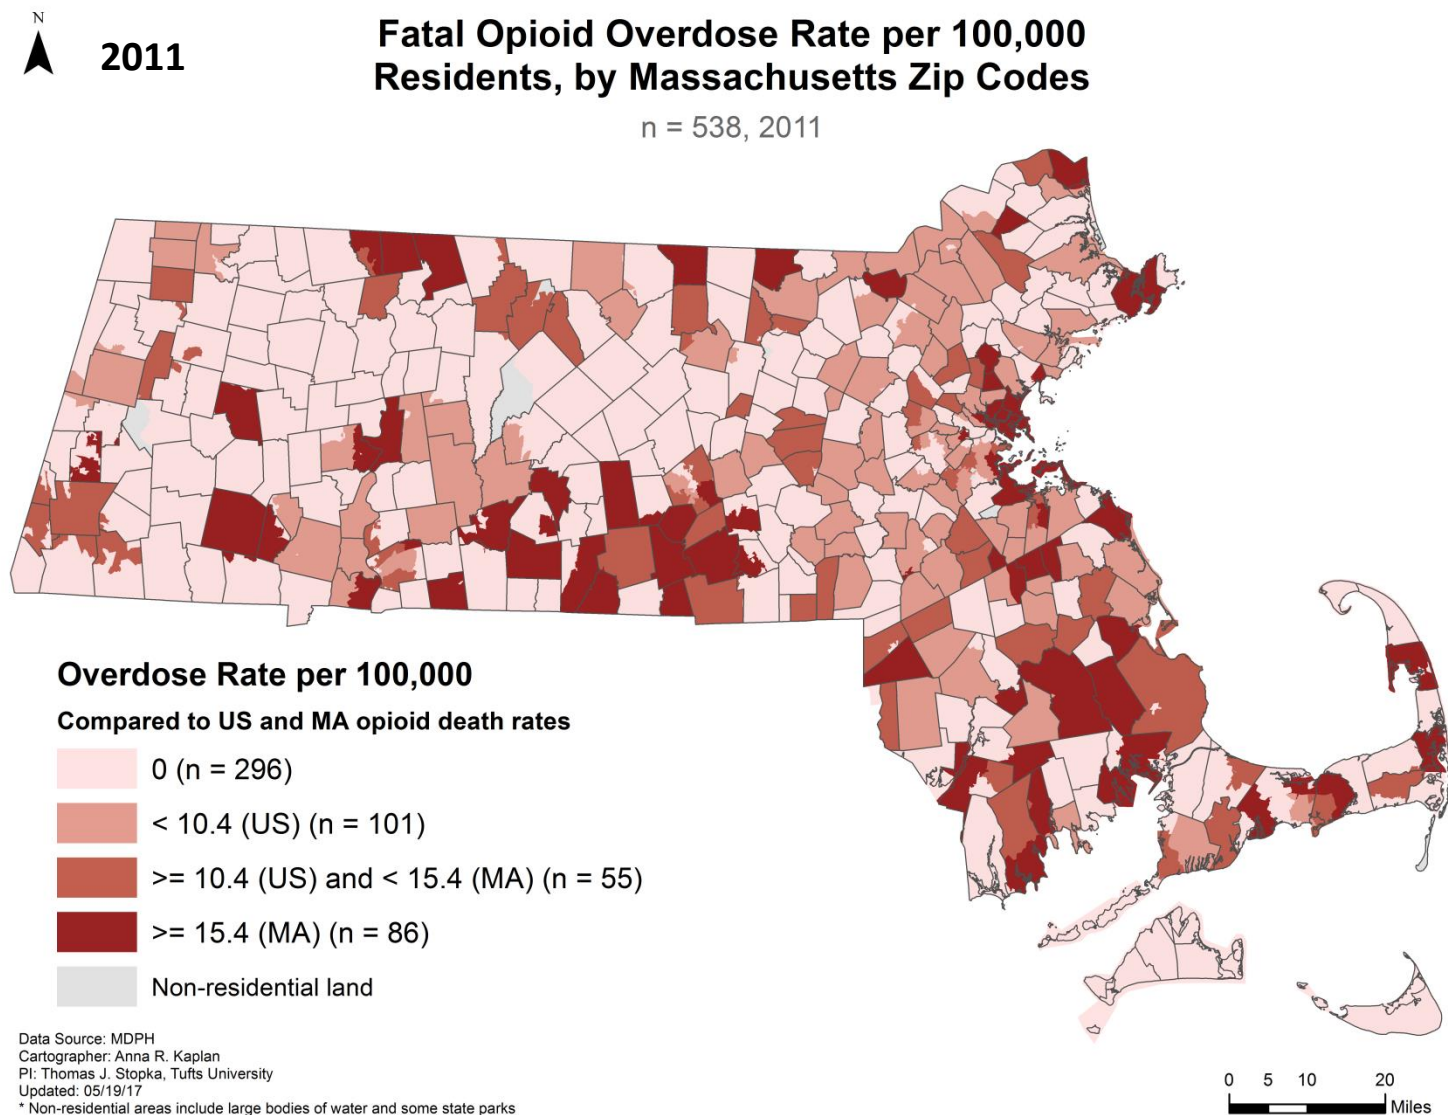 N
2011
Fatal Opioid Overdose Rate per 100,000
Residents, by Massachusetts Zip Codes
n = 538, 2011
Overdose Rate per 100,000
Compared to US and MA opioid death rates
0 (n = 296)
< 10.4 (US) (n = 101)
>= 10.4 (US) and < 15.4 (MA) (n = 55)
>= 15.4 (MA) (n = 86)
Non-residential land
Data Source: MDPH
Cartographer: Anna R. Kaplan
PI: Thomas J. Stopka, Tufts University
Updated: 05/19/17
* Non-residential areas include large bodies of water and some state parks
0 5 10 20
Miles